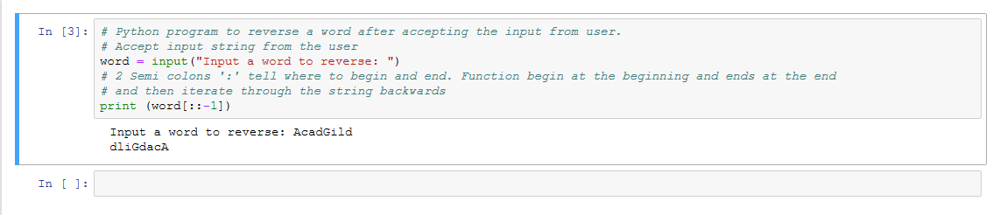 In [3]: # Python program to reverse a word after accepting the input from user.
# Accept input string from the user
word = input("Input a word to reverse: ")
# 2 Semi colons ':' tell where to begin and end. Function begin at the beginning and ends at the end
# and then iterate through the string backwards
print (word[::-1])
Input a word to reverse: AcadGild
dliGdacA
In [ ]: